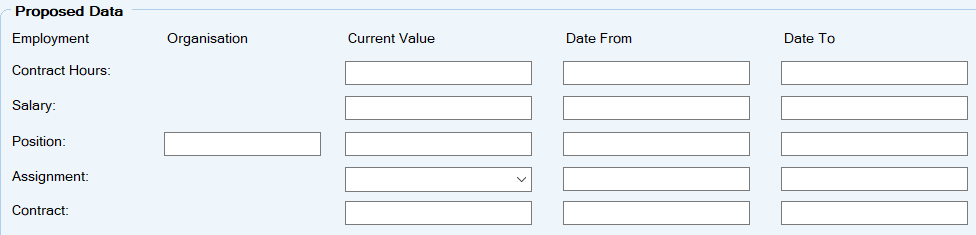 Proposed Data
Employment Organisation Current Value Date From Date To
Contract Hours:
Salary:
Position:
Assignment:
Contract: